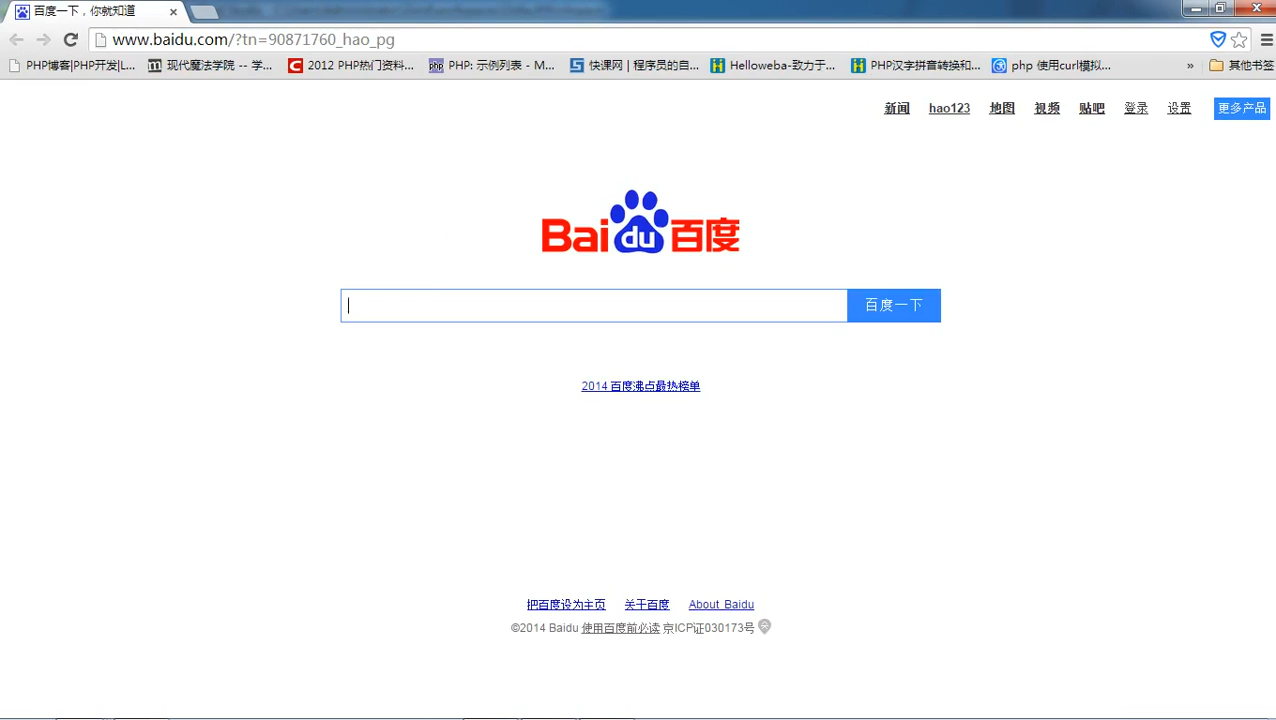 百度一下，你就知道
www.baidu.com/?tn=90871760_hao_pg
PHP博客|PHP开发|L...
现代魔法学院 -- 学...
2012 PHP热门资料...
PHP: 示例列表 - M...
快课网 | 程序员的自...
Helloweba-致力于...
PHP汉字拼音转换和...
php 使用curl模拟...
»
其他书签
新闻 hao123 地图 视频 贴吧 登录 设置 更多产品
Bai du 百度
百度一下
2014 百度沸点最热榜单
把百度设为主页 关于百度 About Baidu
©2014 Baidu 使用百度前必读 京ICP证030173号